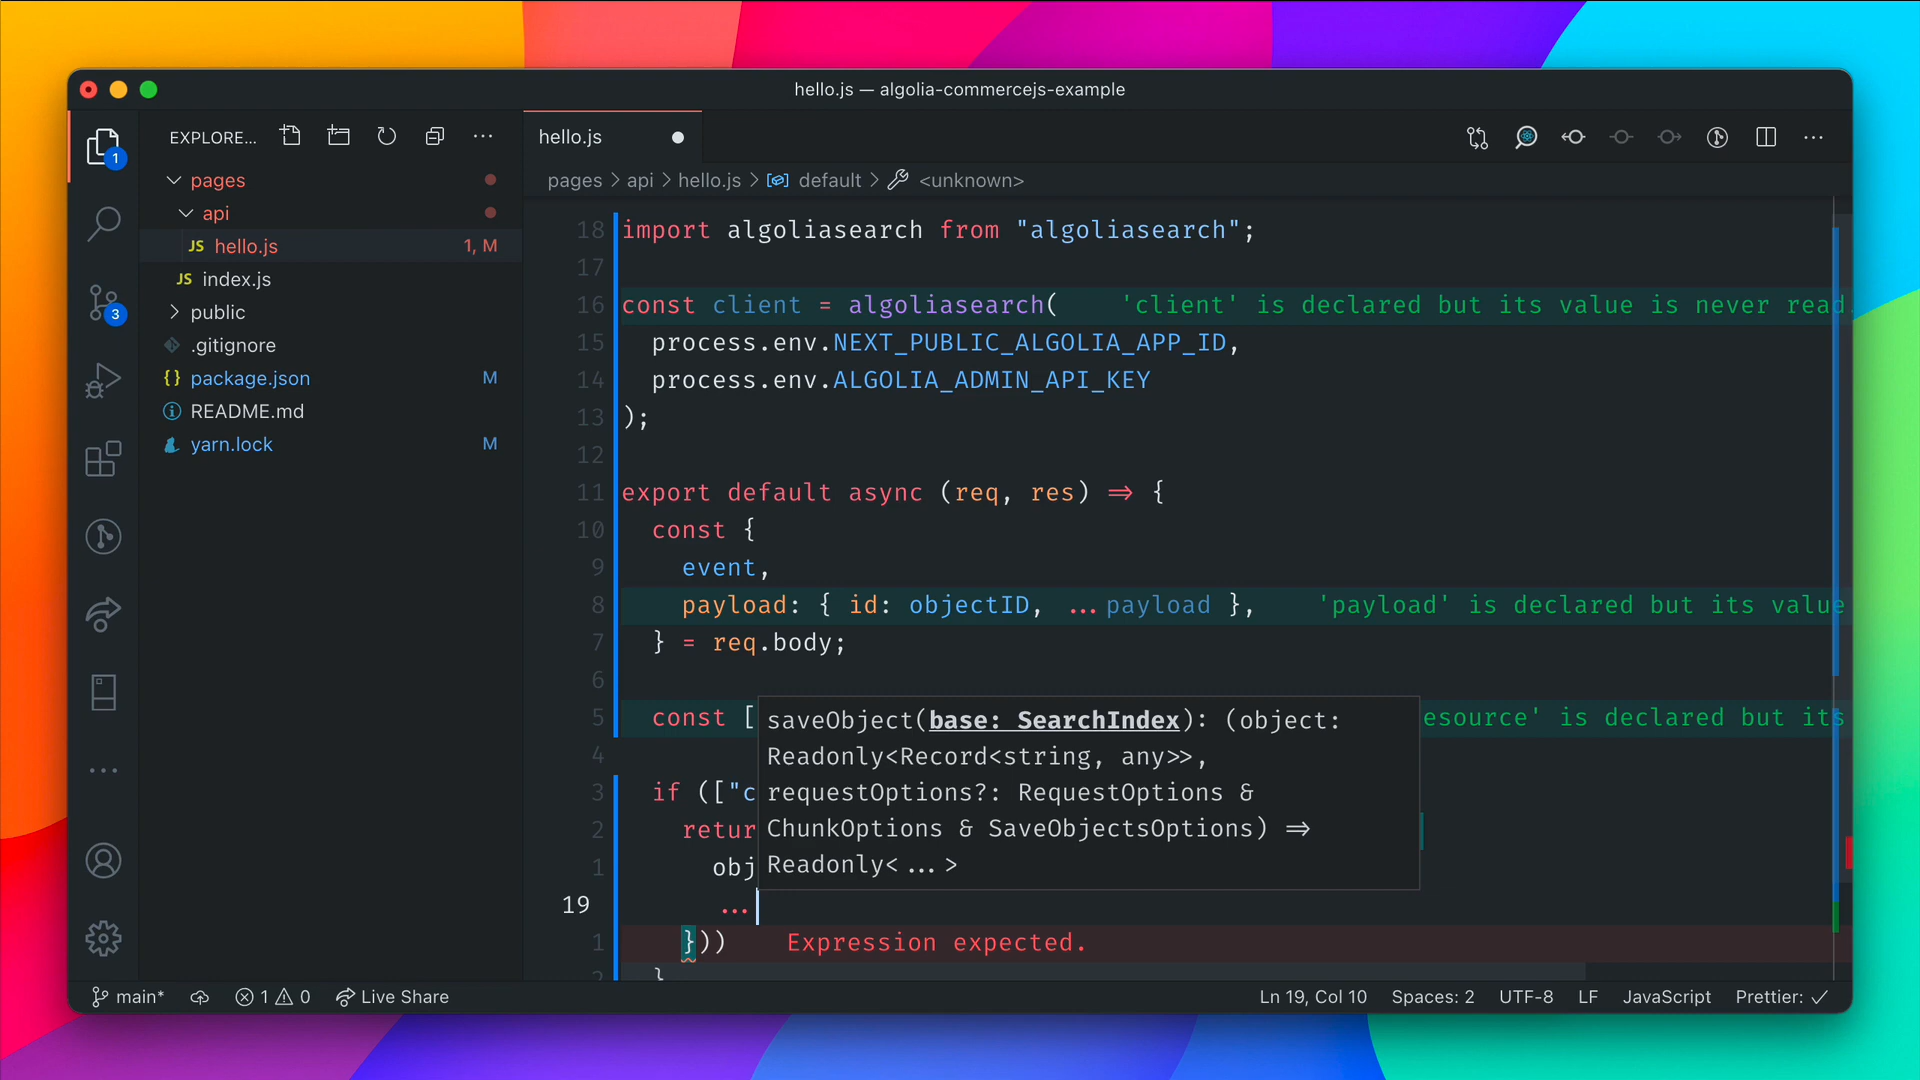 hello.js — algolia-commercejs-example
EXPLORE...
hello.js
pages
api
JS hello.js 1, M
JS index.js
public
.gitignore
{} package.json M
README.md
yarn.lock M
1
3
pages > api > hello.js > default > <unknown>
18 import algoliasearch from "algoliasearch";
17
16 const client = algoliasearch( 'client' is declared but its value is never read.
15 process.env.NEXT_PUBLIC_ALGOLIA_APP_ID,
14 process.env.ALGOLIA_ADMIN_API_KEY
13 );
12
11 export default async (req, res) => {
10 const {
9 event,
8 payload: { id: objectID, ...payload }, 'payload' is declared but its value
7 } = req.body;
6
5 const [ esource' is declared but its
4
3 if (["c
2 retur
1 obj
19 ...
1 })) Expression expected.
2 }
saveObject(base: SearchIndex): (object:
Readonly<Record<string, any>>,
requestOptions?: RequestOptions &
ChunkOptions & SaveObjectsOptions) =>
Readonly<...>
main* 1 0 Live Share Ln 19, Col 10 Spaces: 2 UTF-8 LF JavaScript Prettier: ✓